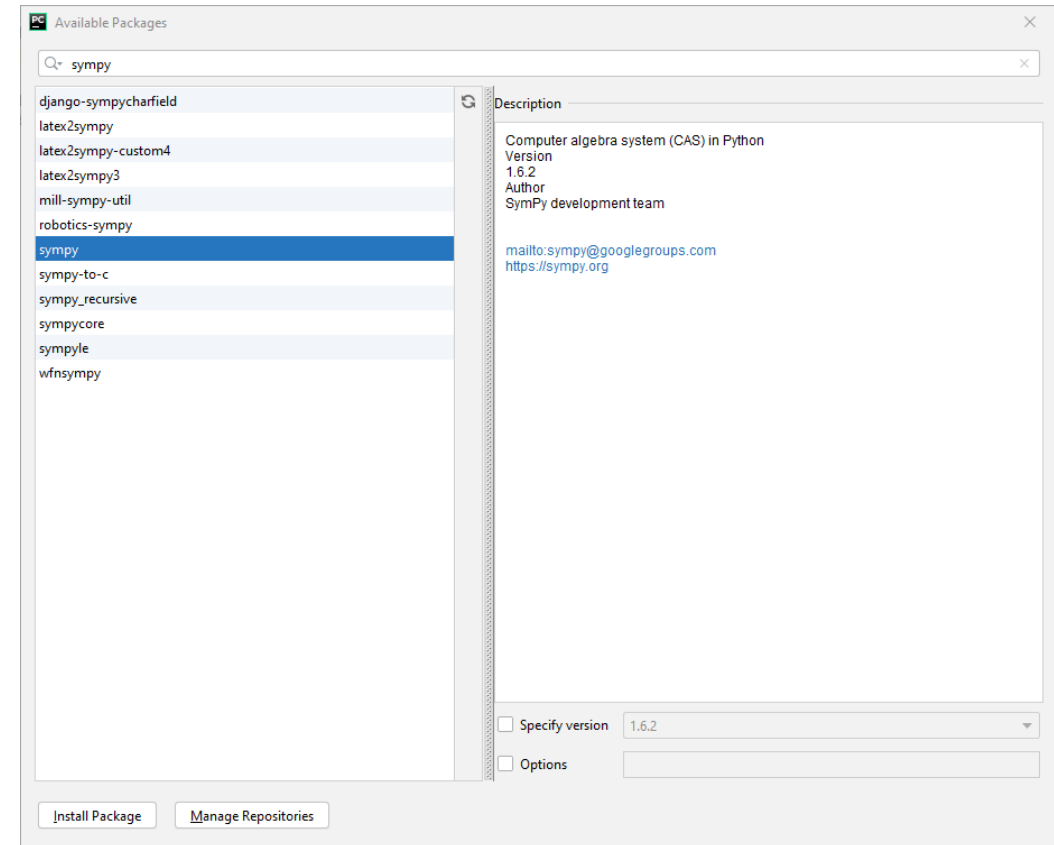 PC Available Packages
sympy
django-sympycharfield
latex2sympy
latex2sympy-custom4
latex2sympy3
mill-sympy-util
robotics-sympy
sympy
sympy-to-c
sympy_recursive
sympycore
sympyle
wfnsympy
Description
Computer algebra system (CAS) in Python
Version
1.6.2
Author
SymPy development team
mailto:sympy@googlegroups.com
https://sympy.org
Specify version 1.6.2
Options
Install Package Manage Repositories